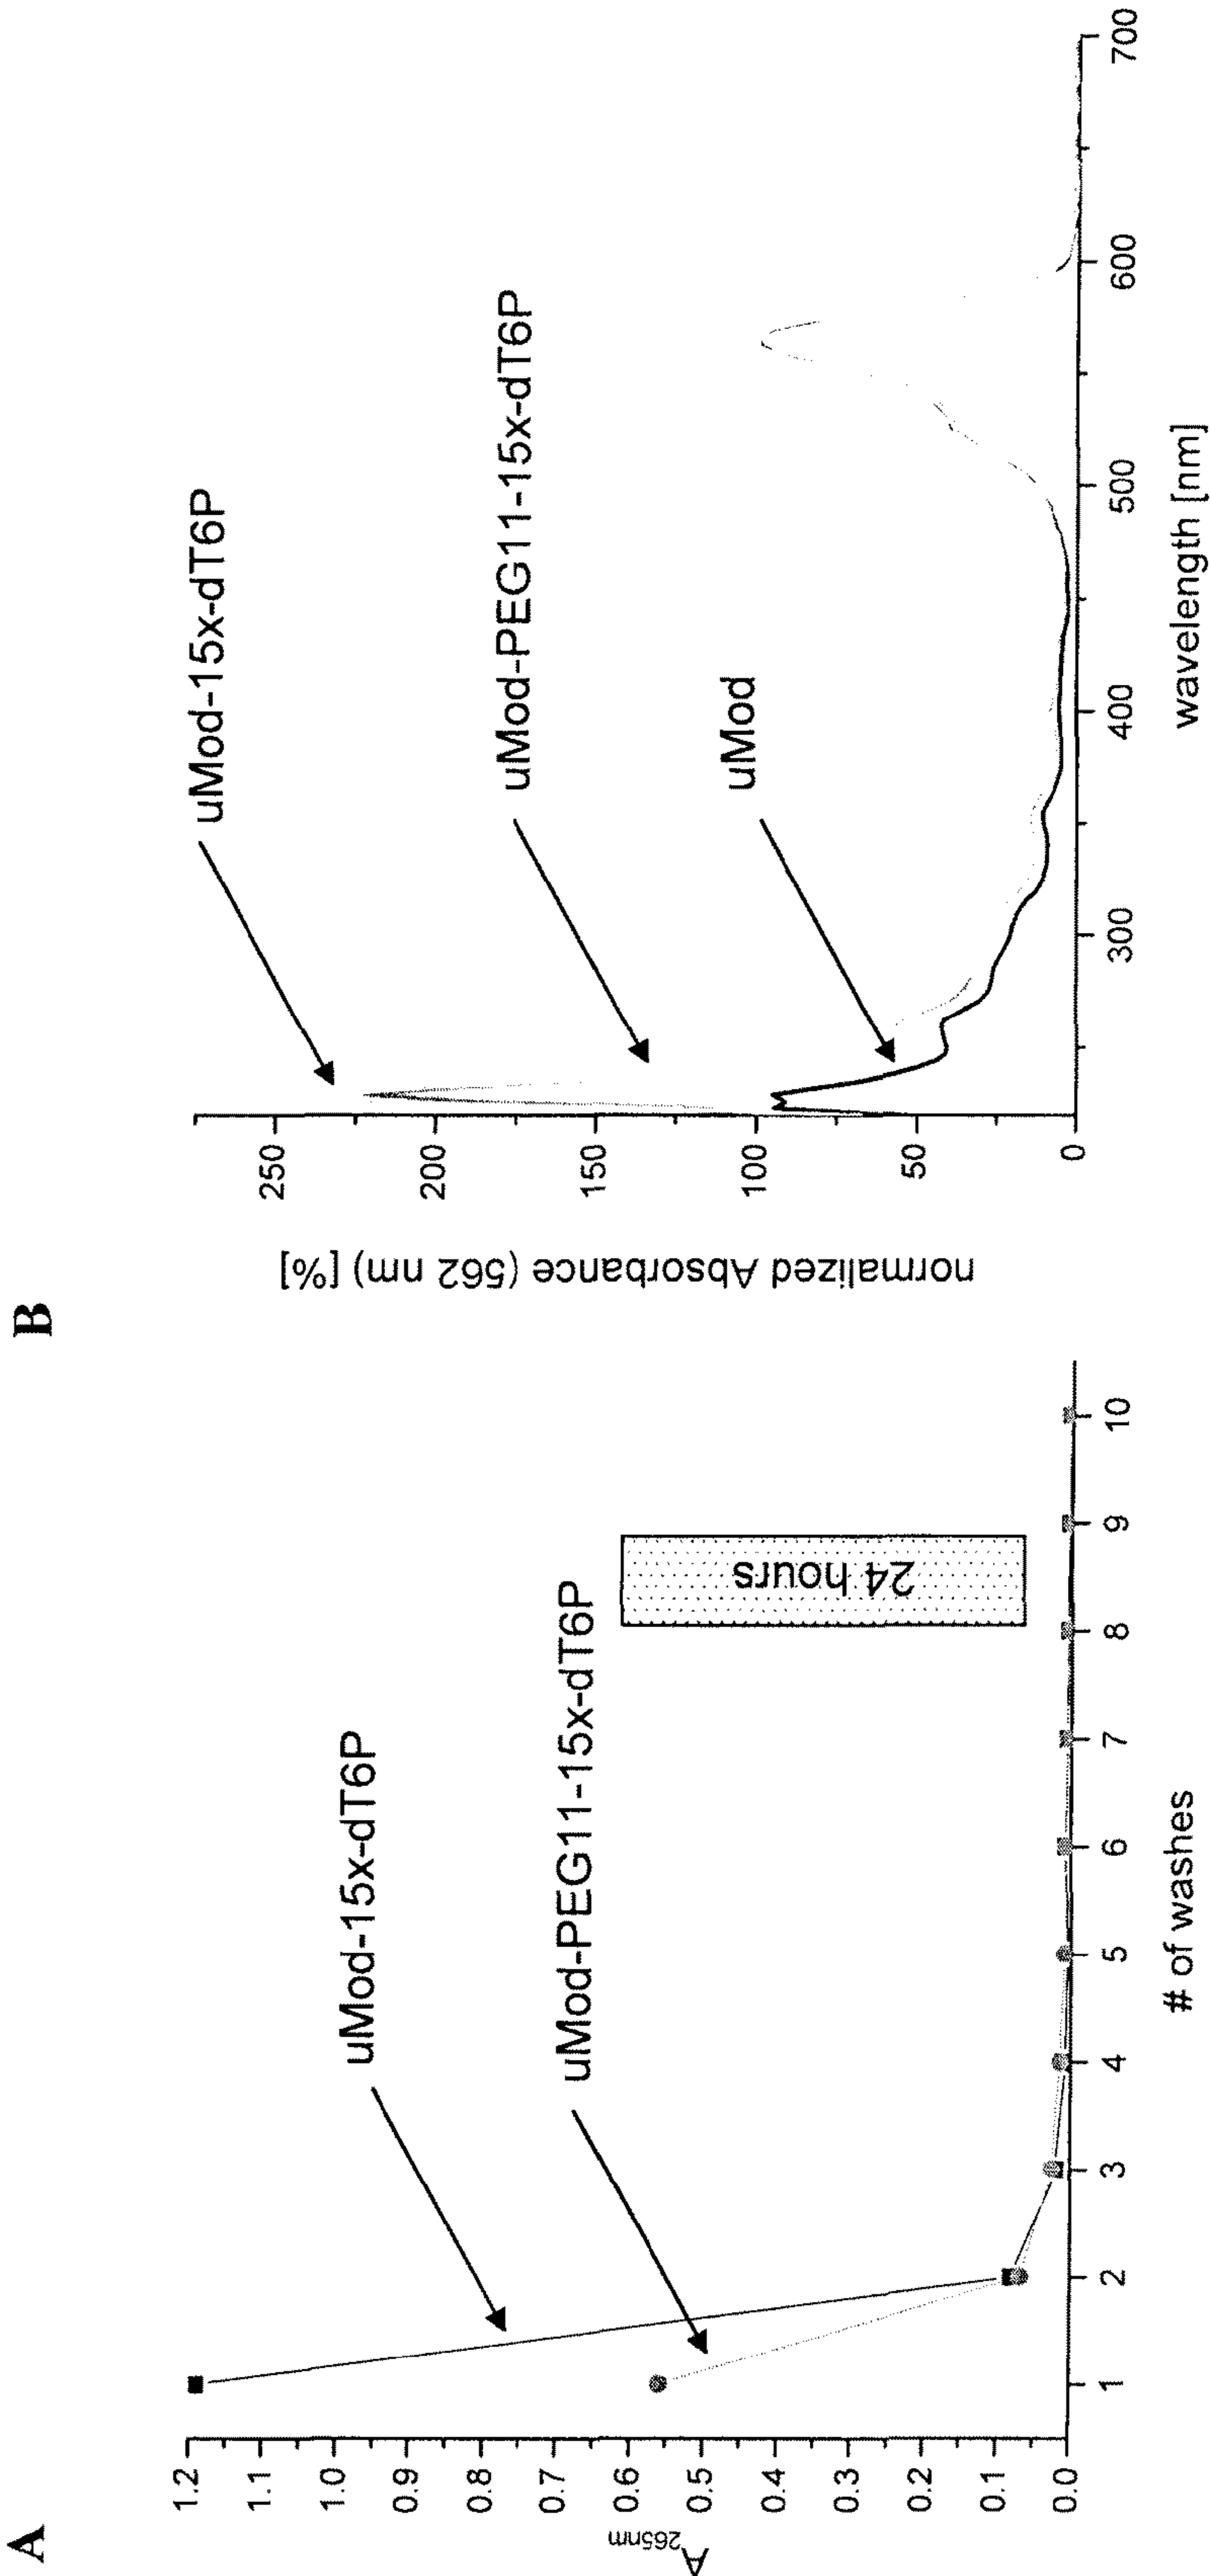 A
A265nm
1.2
1.1
1.0
0.9
0.8
0.7
0.6
0.5
0.4
0.3
0.2
0.1
0.0
uMod-15x-dT6P
uMod-PEG11-15x-dT6P
24 hours
1 2 3 4 5 6 7 8 9 10
# of washes
B
normalized Absorbance (562 nm) [%]
250
200
150
100
50
0
uMod-15x-dT6P
uMod-PEG11-15x-dT6P
uMod
300 400 500 600 700
wavelength [nm]